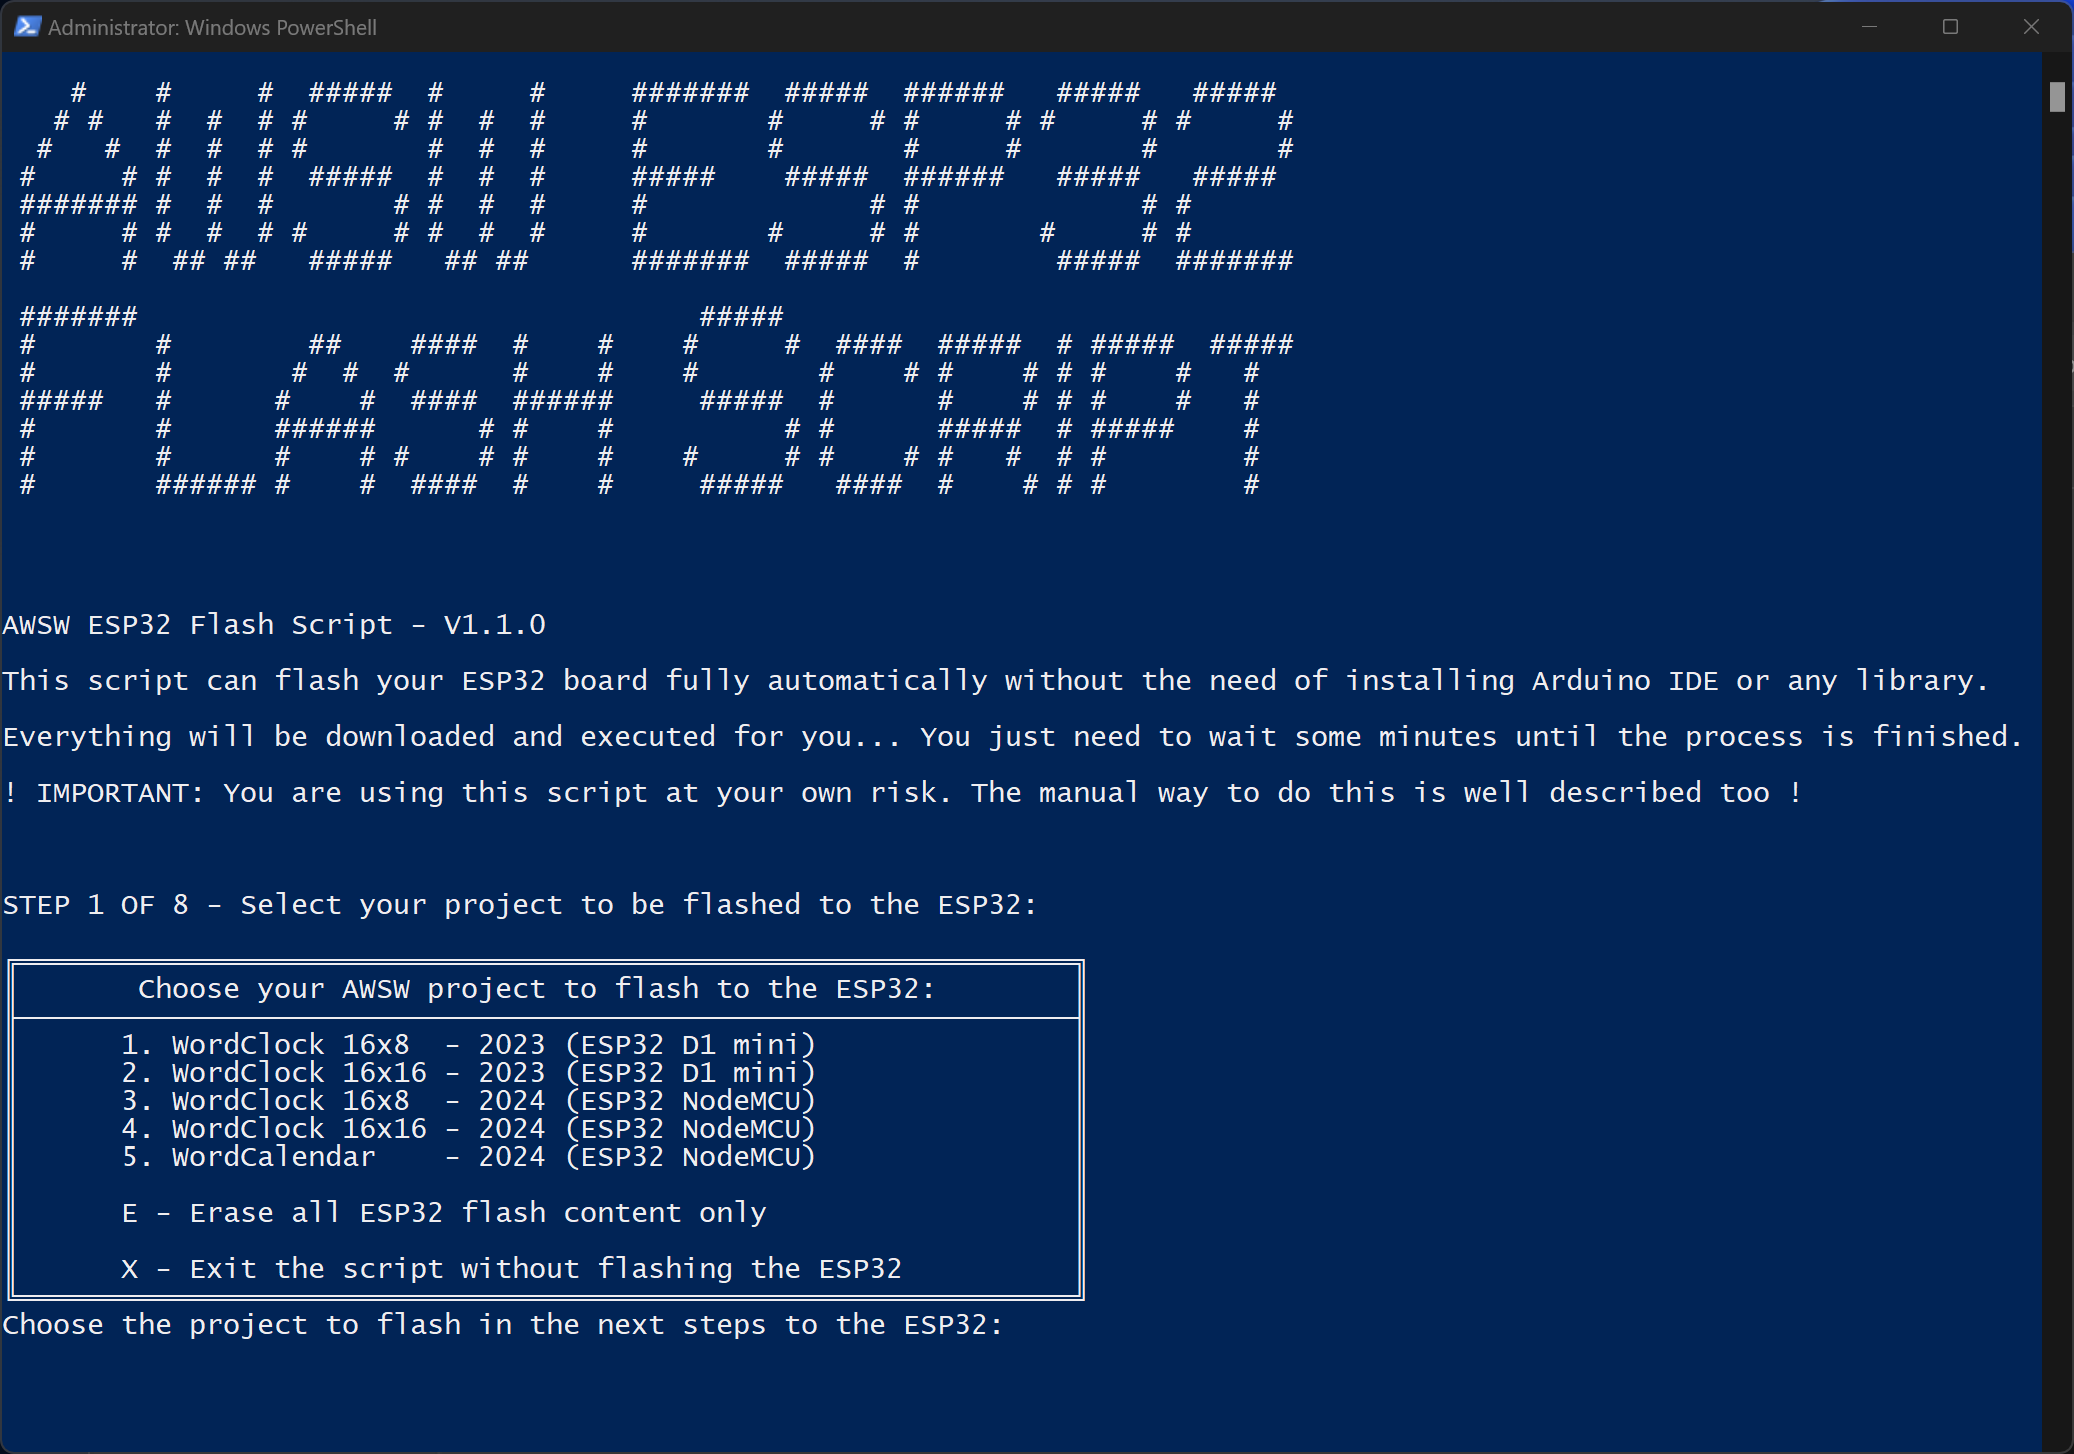 Administrator: Windows PowerShell
AWSW ESP32
Flash Script
AWSW ESP32 Flash Script - V1.1.0
This script can flash your ESP32 board fully automatically without the need of installing Arduino IDE or any library.
Everything will be downloaded and executed for you... You just need to wait some minutes until the process is finished.
! IMPORTANT: You are using this script at your own risk. The manual way to do this is well described too !
STEP 1 OF 8 - Select your project to be flashed to the ESP32:
Choose your AWSW project to flash to the ESP32:
1. WordClock 16x8  - 2023 (ESP32 D1 mini)
2. WordClock 16x16 - 2023 (ESP32 D1 mini)
3. WordClock 16x8  - 2024 (ESP32 NodeMCU)
4. WordClock 16x16 - 2024 (ESP32 NodeMCU)
5. WordCalendar    - 2024 (ESP32 NodeMCU)
E - Erase all ESP32 flash content only
X - Exit the script without flashing the ESP32
Choose the project to flash in the next steps to the ESP32: